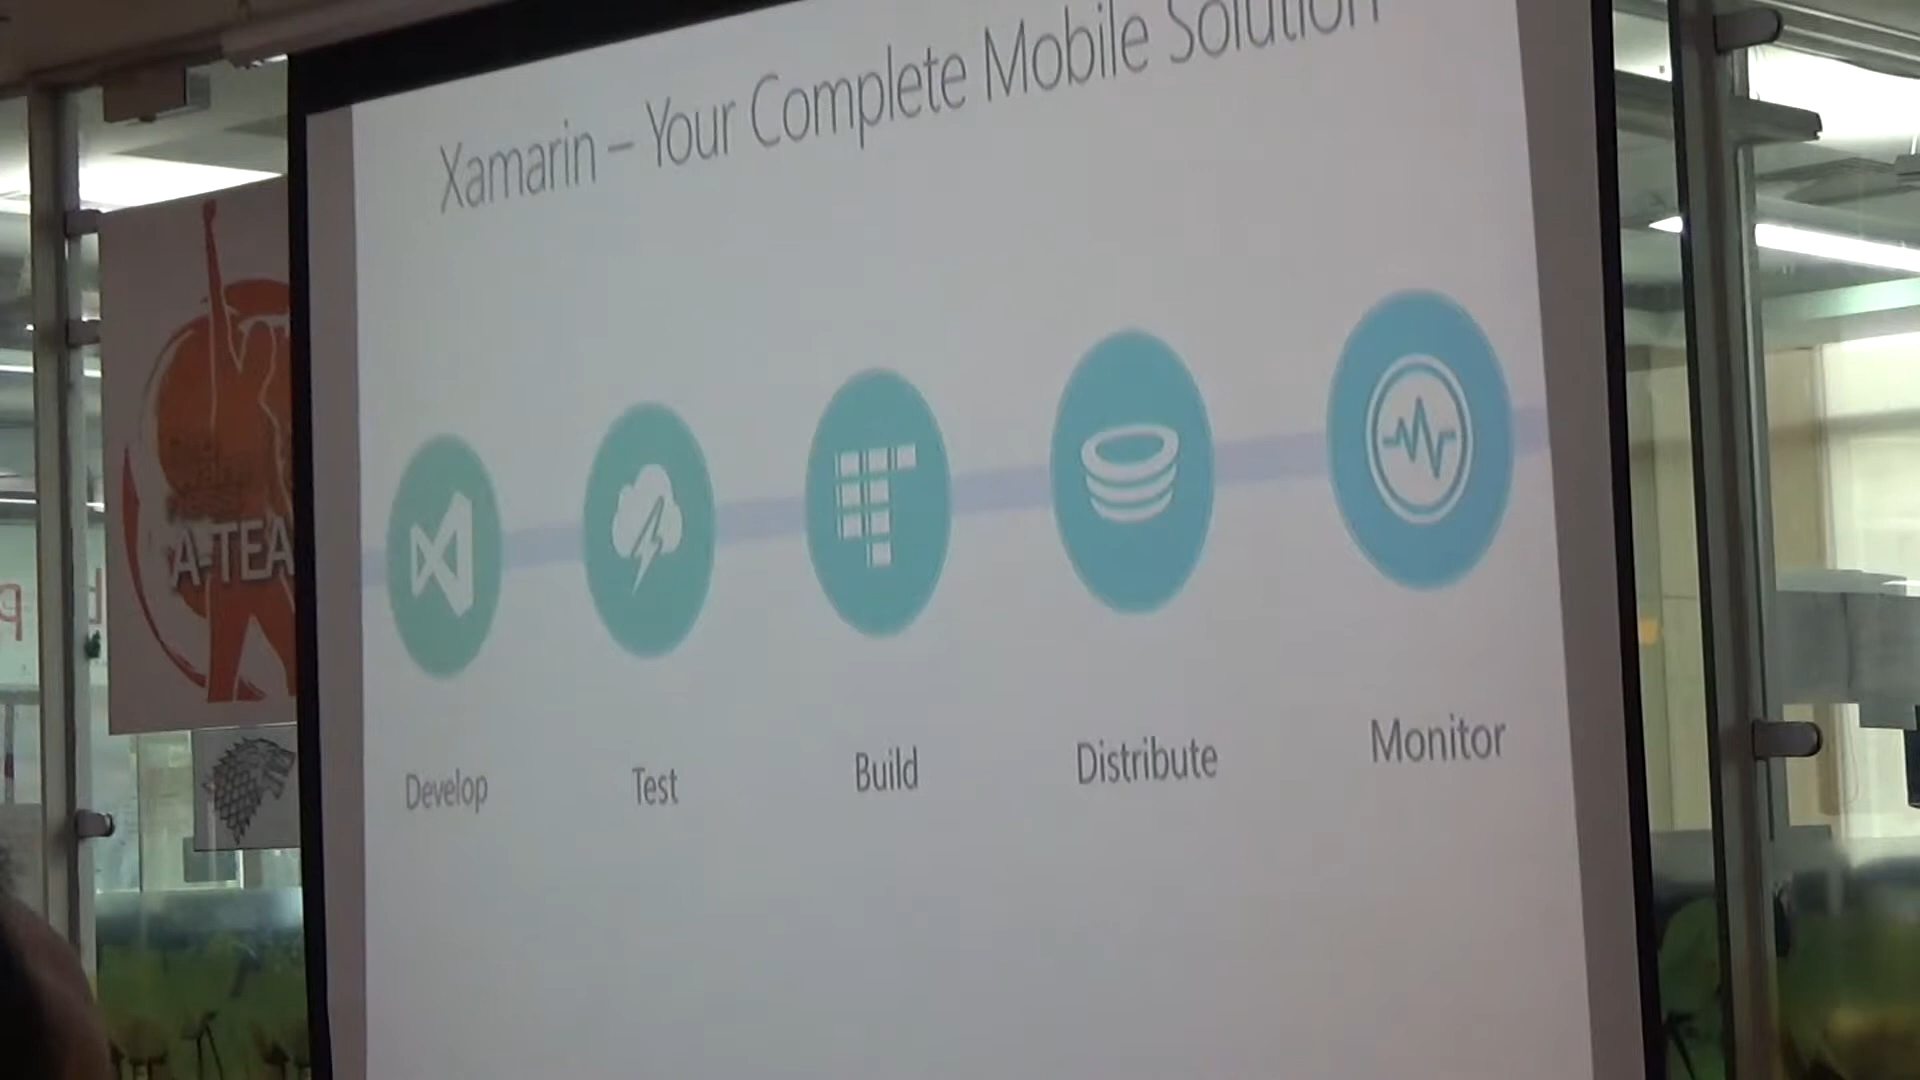 Xamarin – Your Complete Mobile Solution
A-TEA
Develop
Test
Build
Distribute
Monitor